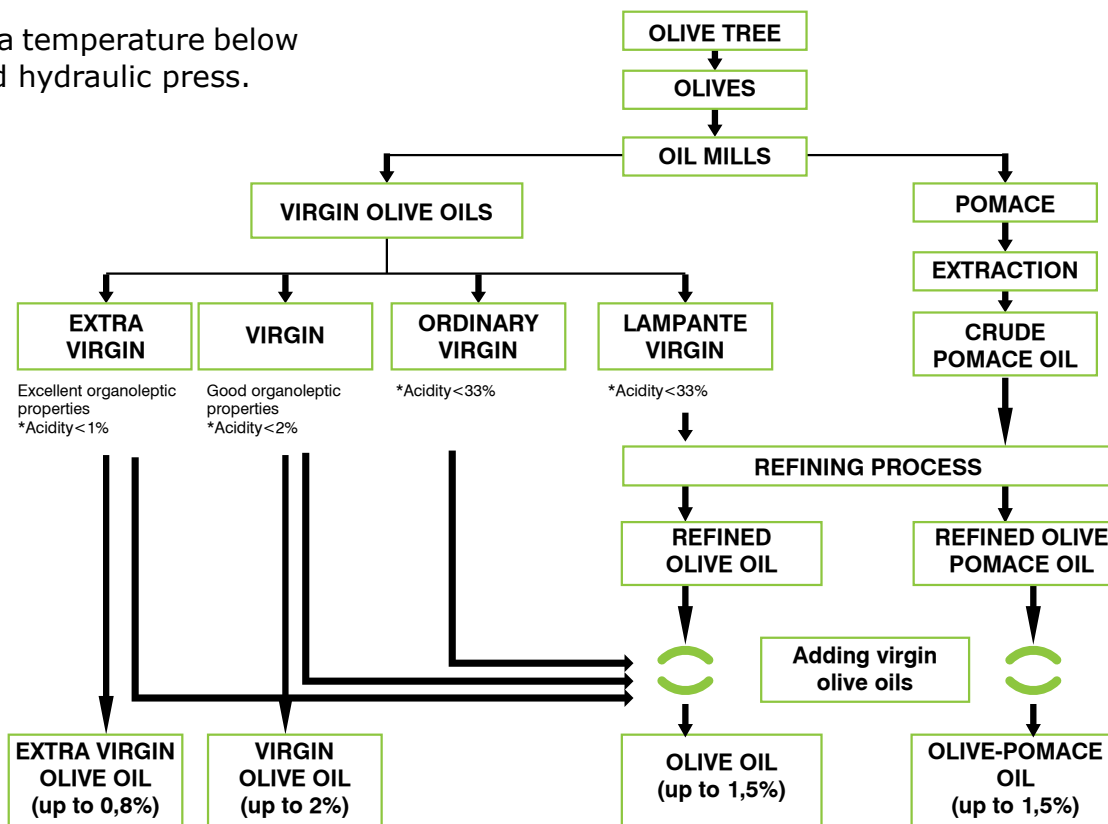 a temperature below
d hydraulic press.
OLIVE TREE
OLIVES
OIL MILLS
VIRGIN OLIVE OILS
POMACE
EXTRACTION
EXTRA
VIRGIN
VIRGIN
ORDINARY
VIRGIN
LAMPANTE
VIRGIN
CRUDE
POMACE OIL
Excellent organoleptic
properties
*Acidity<1%
Good organoleptic
properties
*Acidity<2%
*Acidity<33%
*Acidity<33%
REFINING PROCESS
REFINED
OLIVE OIL
REFINED OLIVE
POMACE OIL
Adding virgin
olive oils
EXTRA VIRGIN
OLIVE OIL
(up to 0,8%)
VIRGIN
OLIVE OIL
(up to 2%)
OLIVE OIL
(up to 1,5%)
OLIVE-POMACE
OIL
(up to 1,5%)